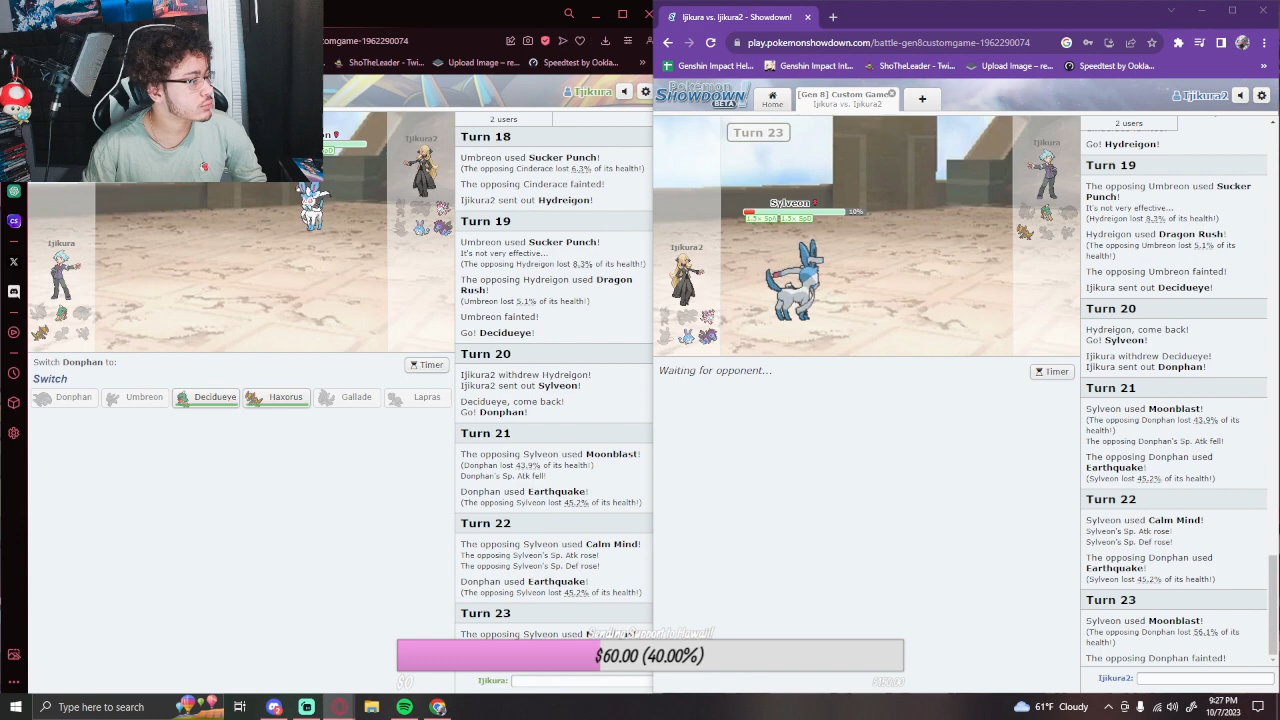 Ijikura vs. Ijikura2 - Showdown!
customgame-1962290074
play.pokemonshowdown.com/battle-gen8customgame-1962290074
ShoTheLeader - Twi...
Upload Image – re...
Speedtest by Ookla...
Genshin Impact Hel...
Genshin Impact Int...
ShoTheLeader - Twi...
Upload Image – re...
Speedtest by Ookla...
Ijikura
SHOWDOWN
BETA
Home
[Gen 8] Custom Game
Ijikura vs. Ijikura2
Ijikura2
2 users
Ijikura2
Ijikura
Switch Donphan to:
Timer
Switch
Donphan
Umbreon
Decidueye
Haxorus
Gallade
Lapras
Turn 18
Umbreon used Sucker Punch!
(The opposing Cinderace lost 6.3% of its health!)
The opposing Cinderace fainted!
Ijikura2 sent out Hydreigon!
Turn 19
Umbreon used Sucker Punch!
It's not very effective...
(The opposing Hydreigon lost 8.3% of its health!)
The opposing Hydreigon used Dragon
Rush!
(Umbreon lost 5.1% of its health!)
Umbreon fainted!
Go! Decidueye!
Turn 20
Ijikura2 withdrew Hydreigon!
Ijikura2 sent out Sylveon!
Decidueye, come back!
Go! Donphan!
Turn 21
The opposing Sylveon used Moonblast!
(Donphan lost 43.9% of its health!)
Donphan's Sp. Atk fell!
Donphan used Earthquake!
(The opposing Sylveon lost 45.2% of its health!)
Turn 22
The opposing Sylveon used Calm Mind!
The opposing Sylveon's Sp. Atk rose!
The opposing Sylveon's Sp. Def rose!
Donphan used Earthquake!
(The opposing Sylveon lost 45.2% of its health!)
Turn 23
The opposing Sylveon used
Ijikura:
Turn 23
Sylveon
10%
1.5× SpA 1.5× SpD
Ijikura2
Ijikura
Waiting for opponent...
Timer
2 users
Go! Hydreigon!
Turn 19
The opposing Umbreon used Sucker
Punch!
It's not very effective...
(Hydreigon lost 8.3% of its health!)
Hydreigon used Dragon Rush!
(The opposing Umbreon lost 5.1% of its
health!)
The opposing Umbreon fainted!
Ijikura sent out Decidueye!
Turn 20
Hydreigon, come back!
Go! Sylveon!
Ijikura withdrew Decidueye!
Ijikura sent out Donphan!
Turn 21
Sylveon used Moonblast!
(The opposing Donphan lost 43.9% of its
health!)
The opposing Donphan's Sp. Atk fell!
The opposing Donphan used
Earthquake!
(Sylveon lost 45.2% of its health!)
Turn 22
Sylveon used Calm Mind!
Sylveon's Sp. Atk rose!
Sylveon's Sp. Def rose!
The opposing Donphan used
Earthquake!
(Sylveon lost 45.2% of its health!)
Turn 23
Sylveon used Moonblast!
(The opposing Donphan lost 56.1% of its
health!)
The opposing Donphan fainted!
Ijikura2:
Sending Support to Hawaii!
$60.00 (40.00%)
$0
$150.00
Type here to search
61°F Cloudy
9:27 PM
10/7/2023